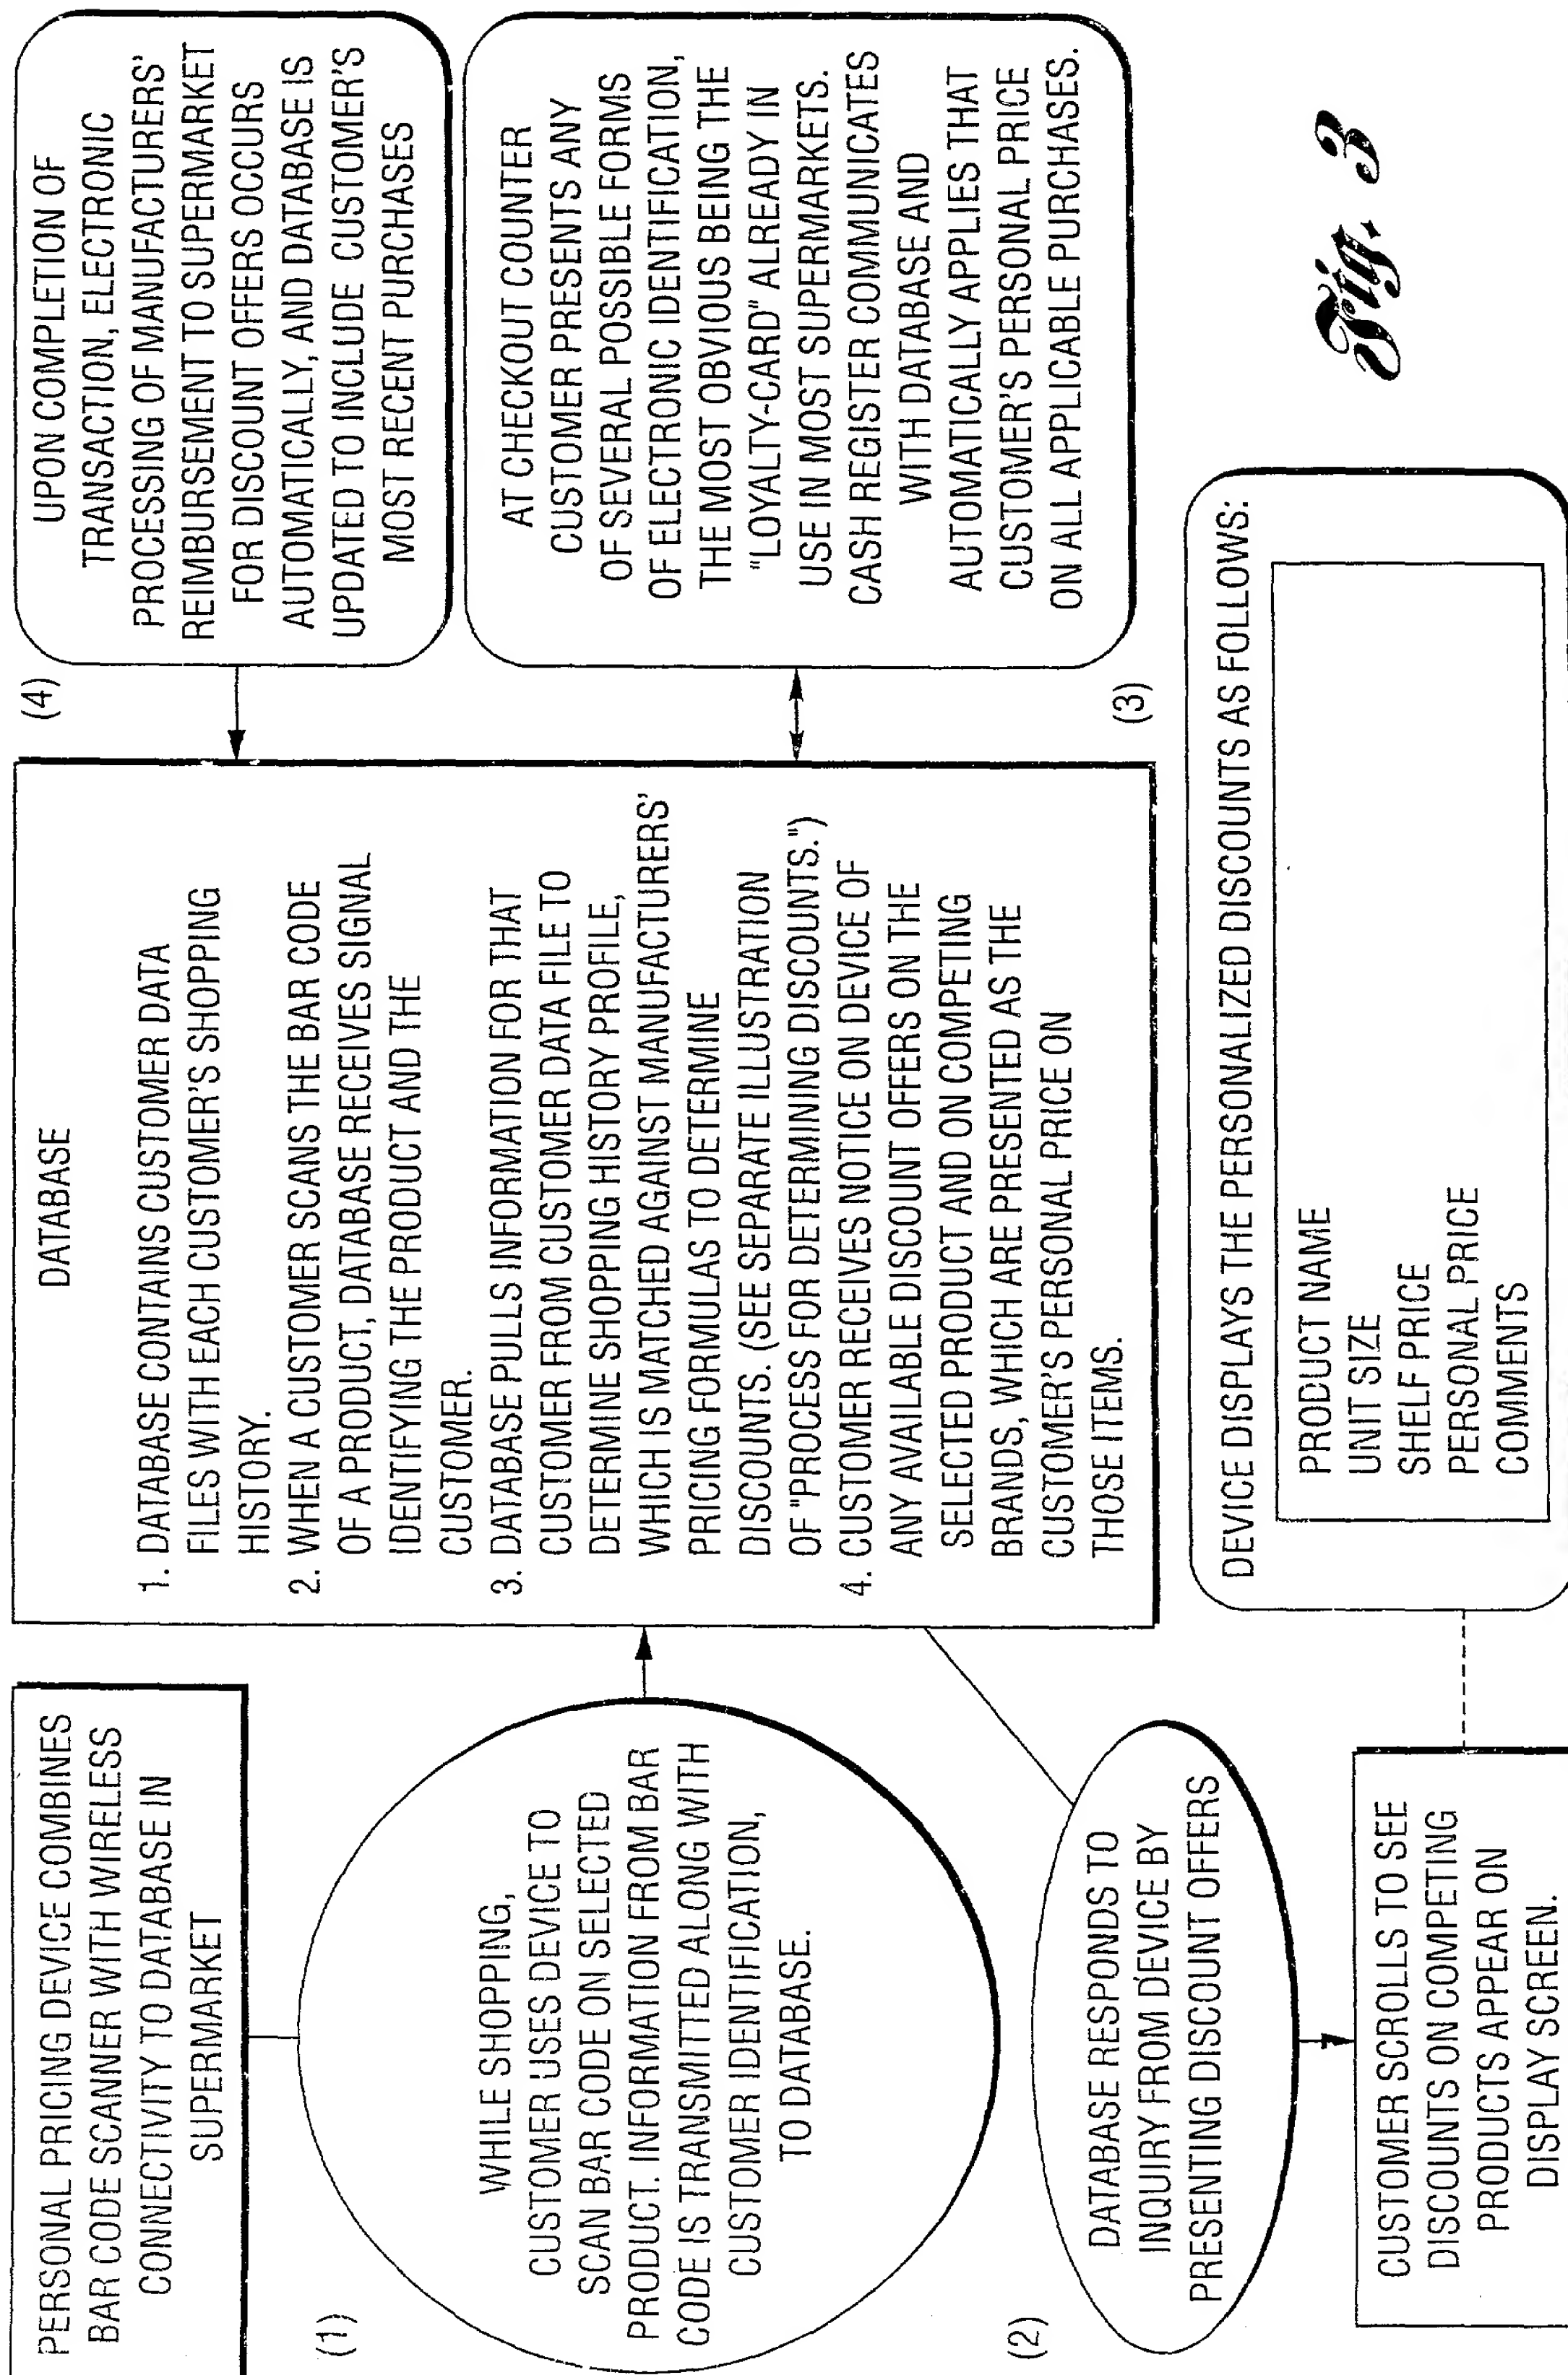 PERSONAL PRICING DEVICE COMBINES
BAR CODE SCANNER WITH WIRELESS
CONNECTIVITY TO DATABASE IN
SUPERMARKET
(1)
WHILE SHOPPING,
CUSTOMER USES DEVICE TO
SCAN BAR CODE ON SELECTED
PRODUCT. INFORMATION FROM BAR
CODE IS TRANSMITTED ALONG WITH
CUSTOMER IDENTIFICATION,
TO DATABASE.
(2)
DATABASE RESPONDS TO
INQUIRY FROM DEVICE BY
PRESENTING DISCOUNT OFFERS
CUSTOMER SCROLLS TO SEE
DISCOUNTS ON COMPETING
PRODUCTS APPEAR ON
DISPLAY SCREEN.
DATABASE
1. DATABASE CONTAINS CUSTOMER DATA
FILES WITH EACH CUSTOMER'S SHOPPING
HISTORY.
2. WHEN A CUSTOMER SCANS THE BAR CODE
OF A PRODUCT, DATABASE RECEIVES SIGNAL
IDENTIFYING THE PRODUCT AND THE
CUSTOMER.
3. DATABASE PULLS INFORMATION FOR THAT
CUSTOMER FROM CUSTOMER DATA FILE TO
DETERMINE SHOPPING HISTORY PROFILE,
WHICH IS MATCHED AGAINST MANUFACTURERS'
PRICING FORMULAS TO DETERMINE
DISCOUNTS. (SEE SEPARATE ILLUSTRATION
OF "PROCESS FOR DETERMINING DISCOUNTS.")
4. CUSTOMER RECEIVES NOTICE ON DEVICE OF
ANY AVAILABLE DISCOUNT OFFERS ON THE
SELECTED PRODUCT AND ON COMPETING
BRANDS, WHICH ARE PRESENTED AS THE
CUSTOMER'S PERSONAL PRICE ON
THOSE ITEMS.
DEVICE DISPLAYS THE PERSONALIZED DISCOUNTS AS FOLLOWS:
PRODUCT NAME
UNIT SIZE
SHELF PRICE
PERSONAL PRICE
COMMENTS
(4)
UPON COMPLETION OF
TRANSACTION, ELECTRONIC
PROCESSING OF MANUFACTURERS'
REIMBURSEMENT TO SUPERMARKET
FOR DISCOUNT OFFERS OCCURS
AUTOMATICALLY, AND DATABASE IS
UPDATED TO INCLUDE CUSTOMER'S
MOST RECENT PURCHASES
(3)
AT CHECKOUT COUNTER
CUSTOMER PRESENTS ANY
OF SEVERAL POSSIBLE FORMS
OF ELECTRONIC IDENTIFICATION,
THE MOST OBVIOUS BEING THE
"LOYALTY-CARD" ALREADY IN
USE IN MOST SUPERMARKETS.
CASH REGISTER COMMUNICATES
WITH DATABASE AND
AUTOMATICALLY APPLIES THAT
CUSTOMER'S PERSONAL PRICE
ON ALL APPLICABLE PURCHASES.
Fig. 3